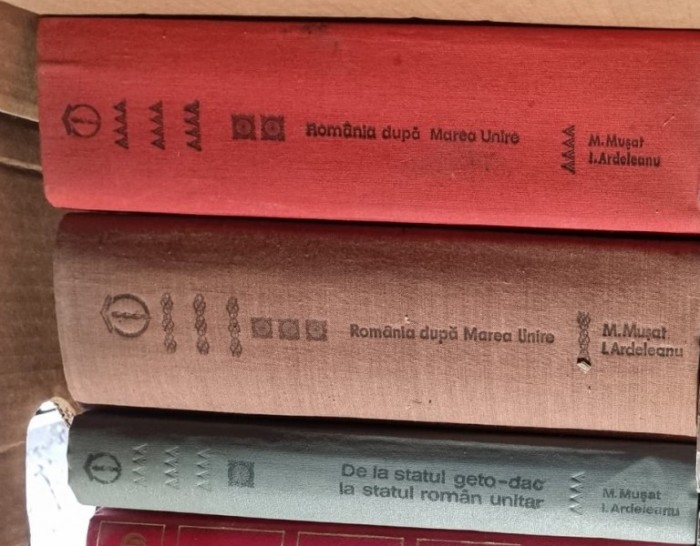 România după Marea Unire
M. Mușat
I. Ardeleanu
România după Marea Unire
M. Mușat
I. Ardeleanu
De la statul geto-dac
la statul român unitar
M. Mușat
I. Ardeleanu